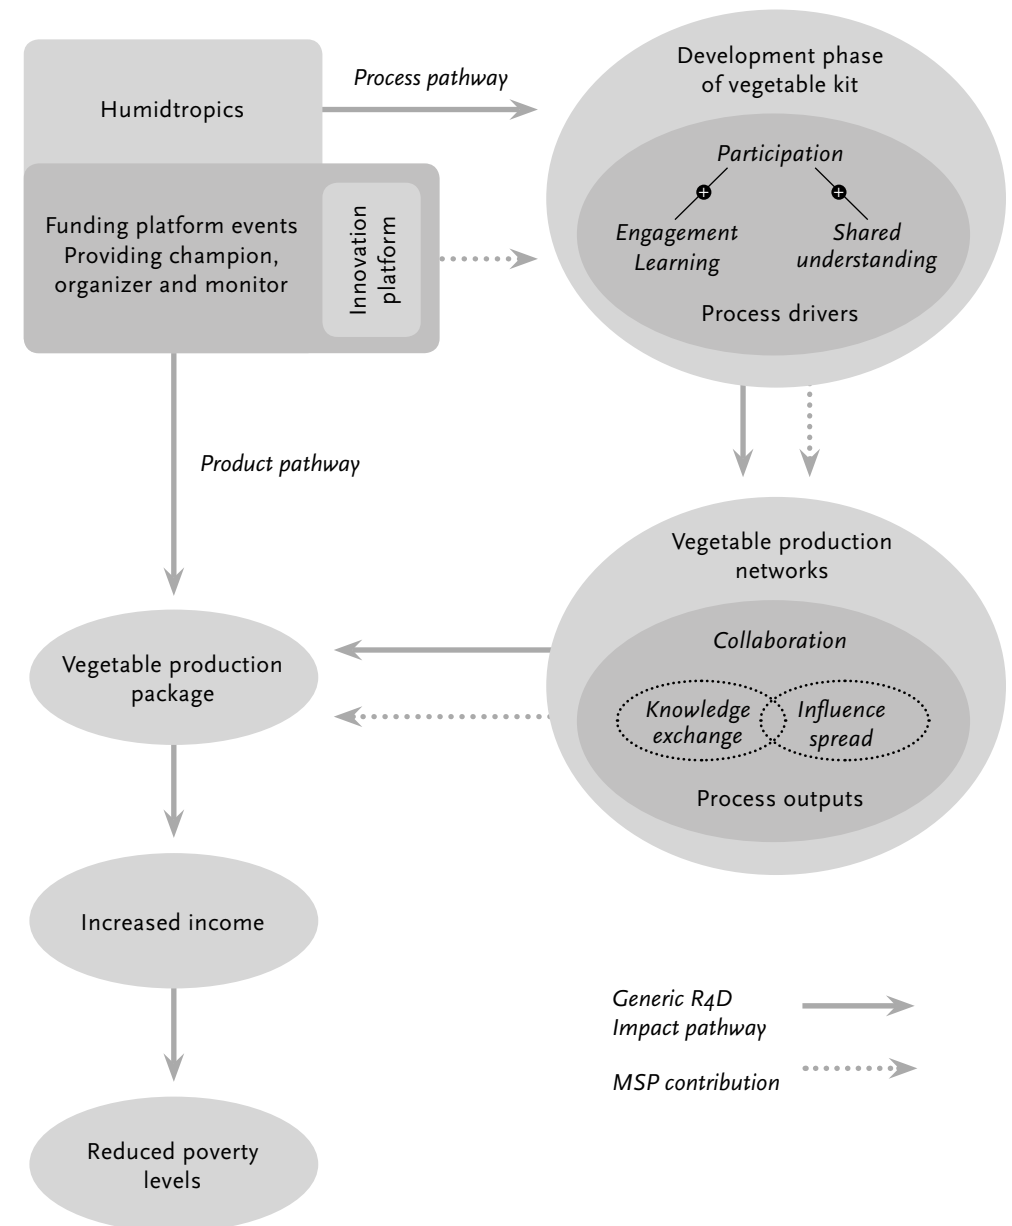 Humidtropics
Process pathway
Development phase
of vegetable kit
Participation
Engagement
Learning
Shared
understanding
Process drivers
Funding platform events
Providing champion,
organizer and monitor
Innovation
platform
Product pathway
Vegetable production
networks
Collaboration
Knowledge
exchange
Influence
spread
Process outputs
Vegetable production
package
Increased income
Reduced poverty
levels
Generic R4D
Impact pathway
MSP contribution